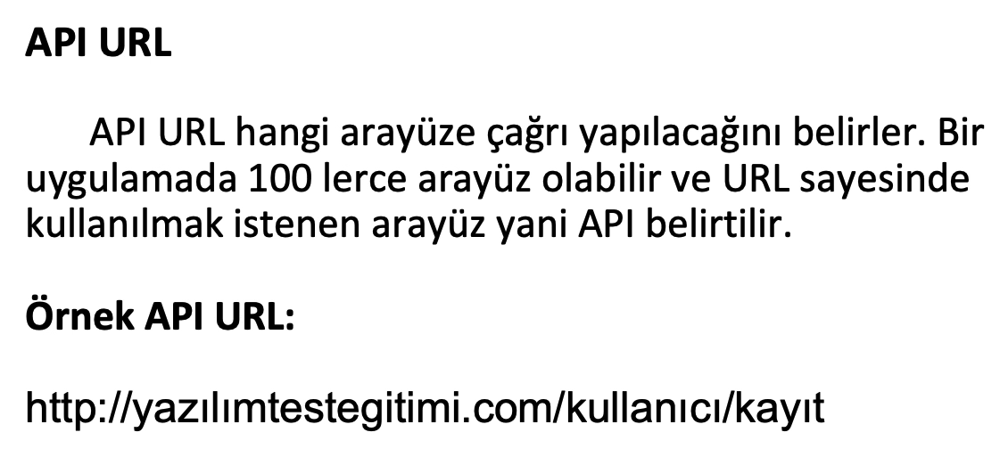 API URL
API URL hangi arayüze çağrı yapılacağını belirler. Bir
uygulamada 100 lerce arayüz olabilir ve URL sayesinde
kullanılmak istenen arayüz yani API belirtilir.
Örnek API URL:
http://yazılımtestegitimi.com/kullanıcı/kayıt